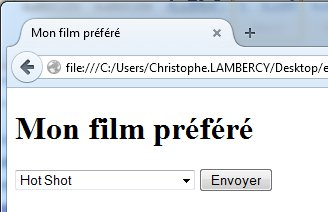 Mon film préféré
file:///C:/Users/Christophe.LAMBERCY/Desktop/e
Mon film préféré
Hot Shot Envoyer